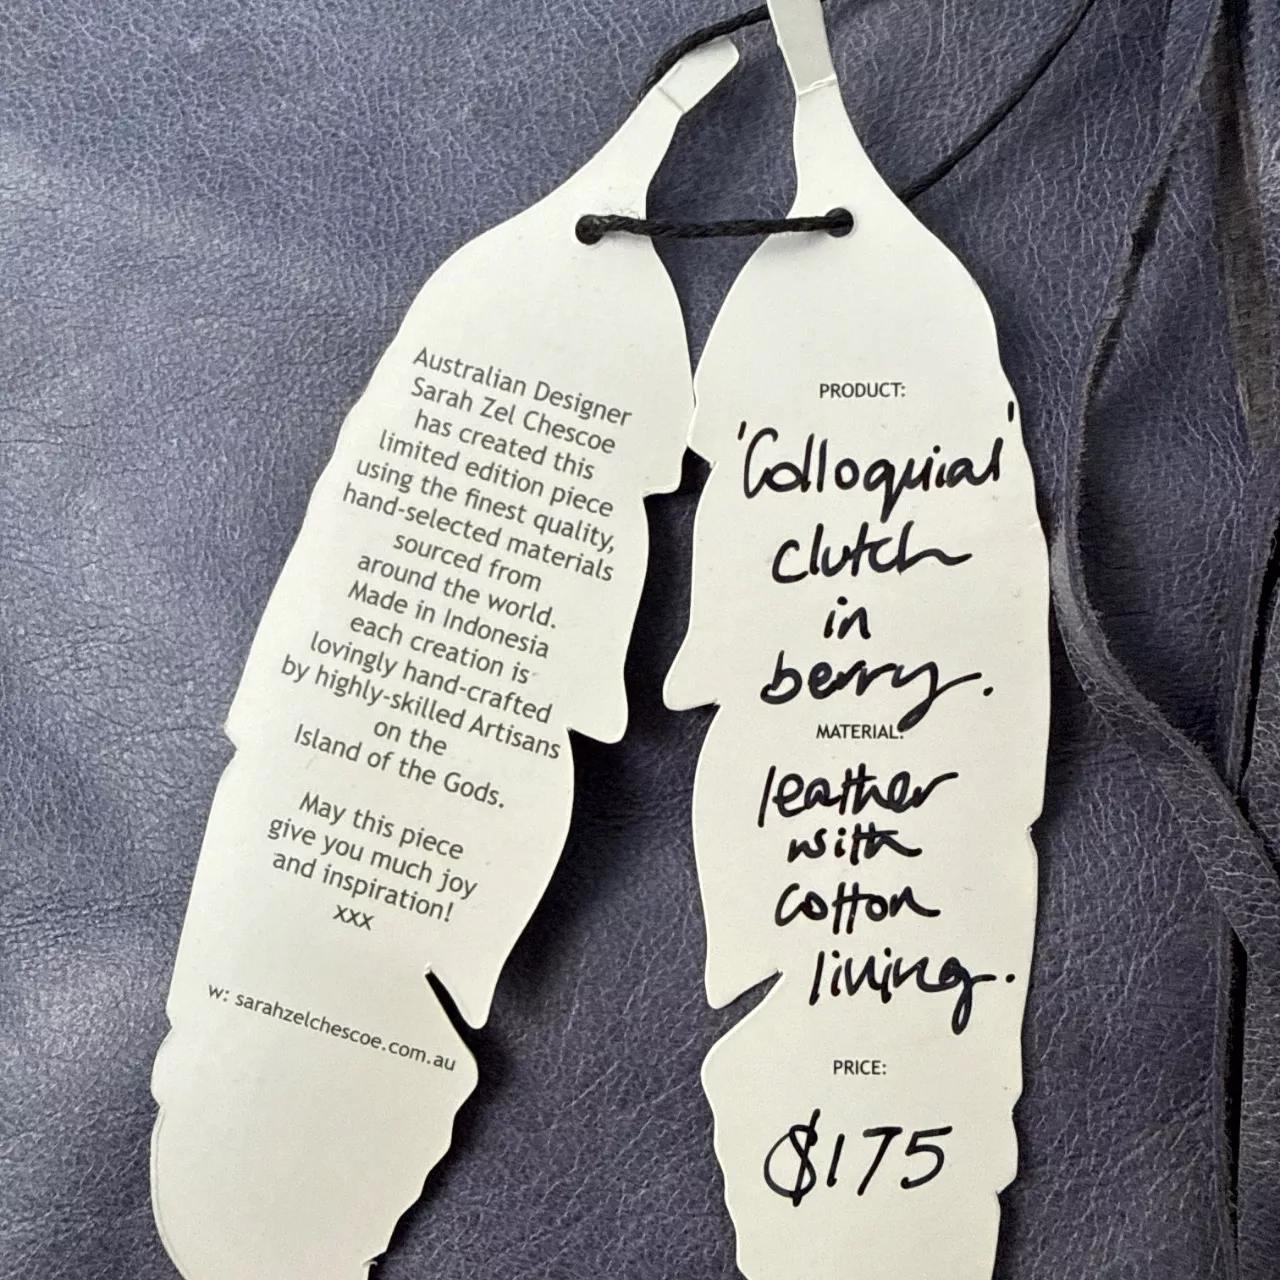 Australian Designer
Sarah Zel Chescoe
has created this
limited edition piece
using the finest quality,
hand-selected materials
sourced from
around the world.
Made in Indonesia
each creation is
lovingly hand-crafted
by highly-skilled Artisans
on the
Island of the Gods.
May this piece
give you much joy
and inspiration!
xxx
w: sarahzelchescoe.com.au
PRODUCT:
'Colloquial'
clutch
in
berry.
MATERIAL:
leather
with
cotton
lining.
PRICE:
$175